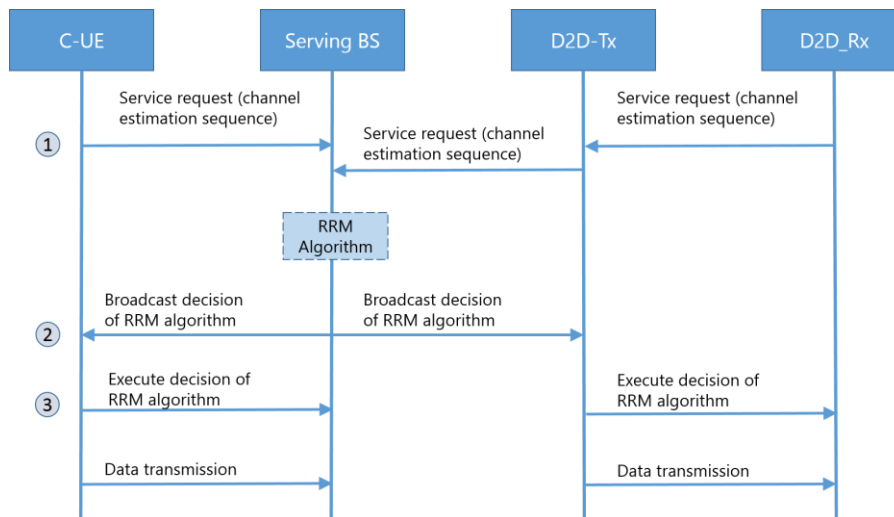 C-UE
Serving BS
D2D-Tx
D2D_Rx
Service request (channel
estimation sequence)
Service request (channel
estimation sequence)
Service request (channel
estimation sequence)
1
RRM
Algorithm
Broadcast decision
of RRM algorithm
Broadcast decision
of RRM algorithm
2
Execute decision of
RRM algorithm
Execute decision of
RRM algorithm
3
Data transmission
Data transmission